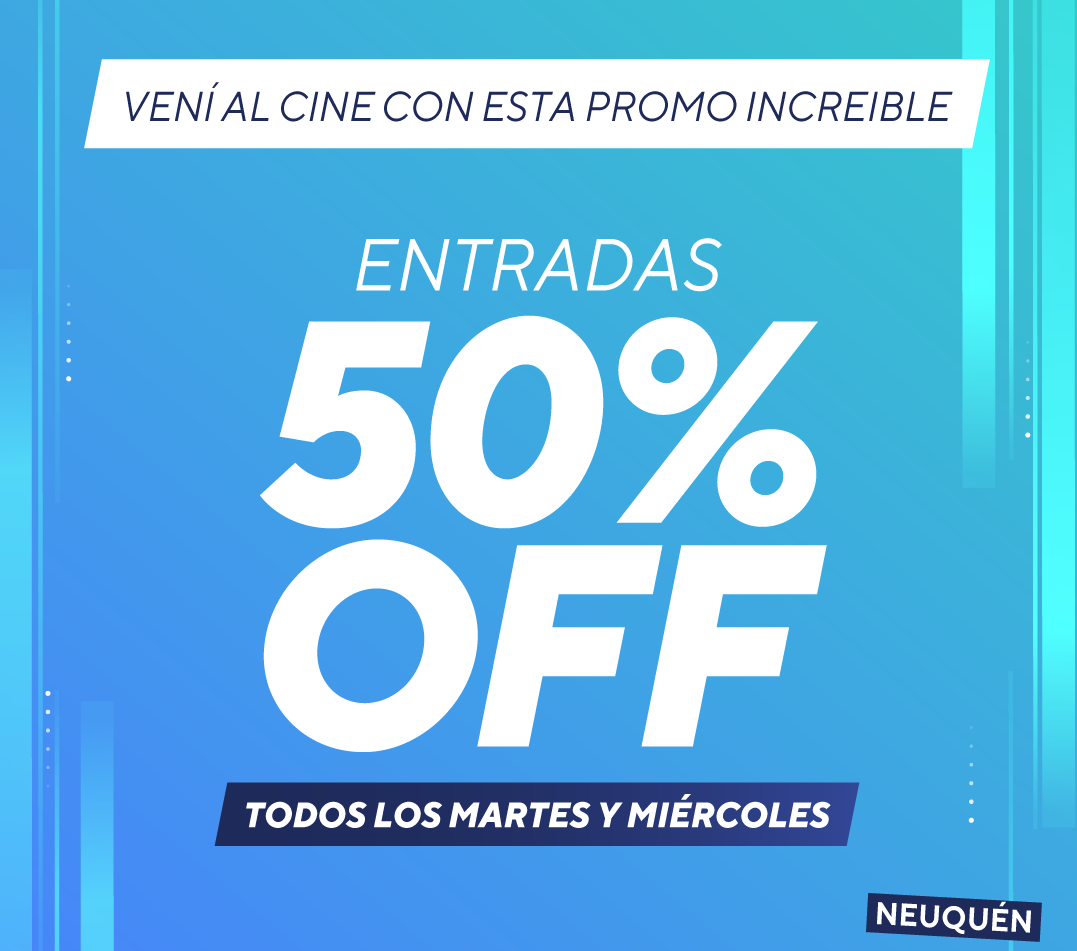 VENÍ AL CINE CON ESTA PROMO INCREIBLE
ENTRADAS
50%
OFF
TODOS LOS MARTES Y MIÉRCOLES
NEUQUÉN